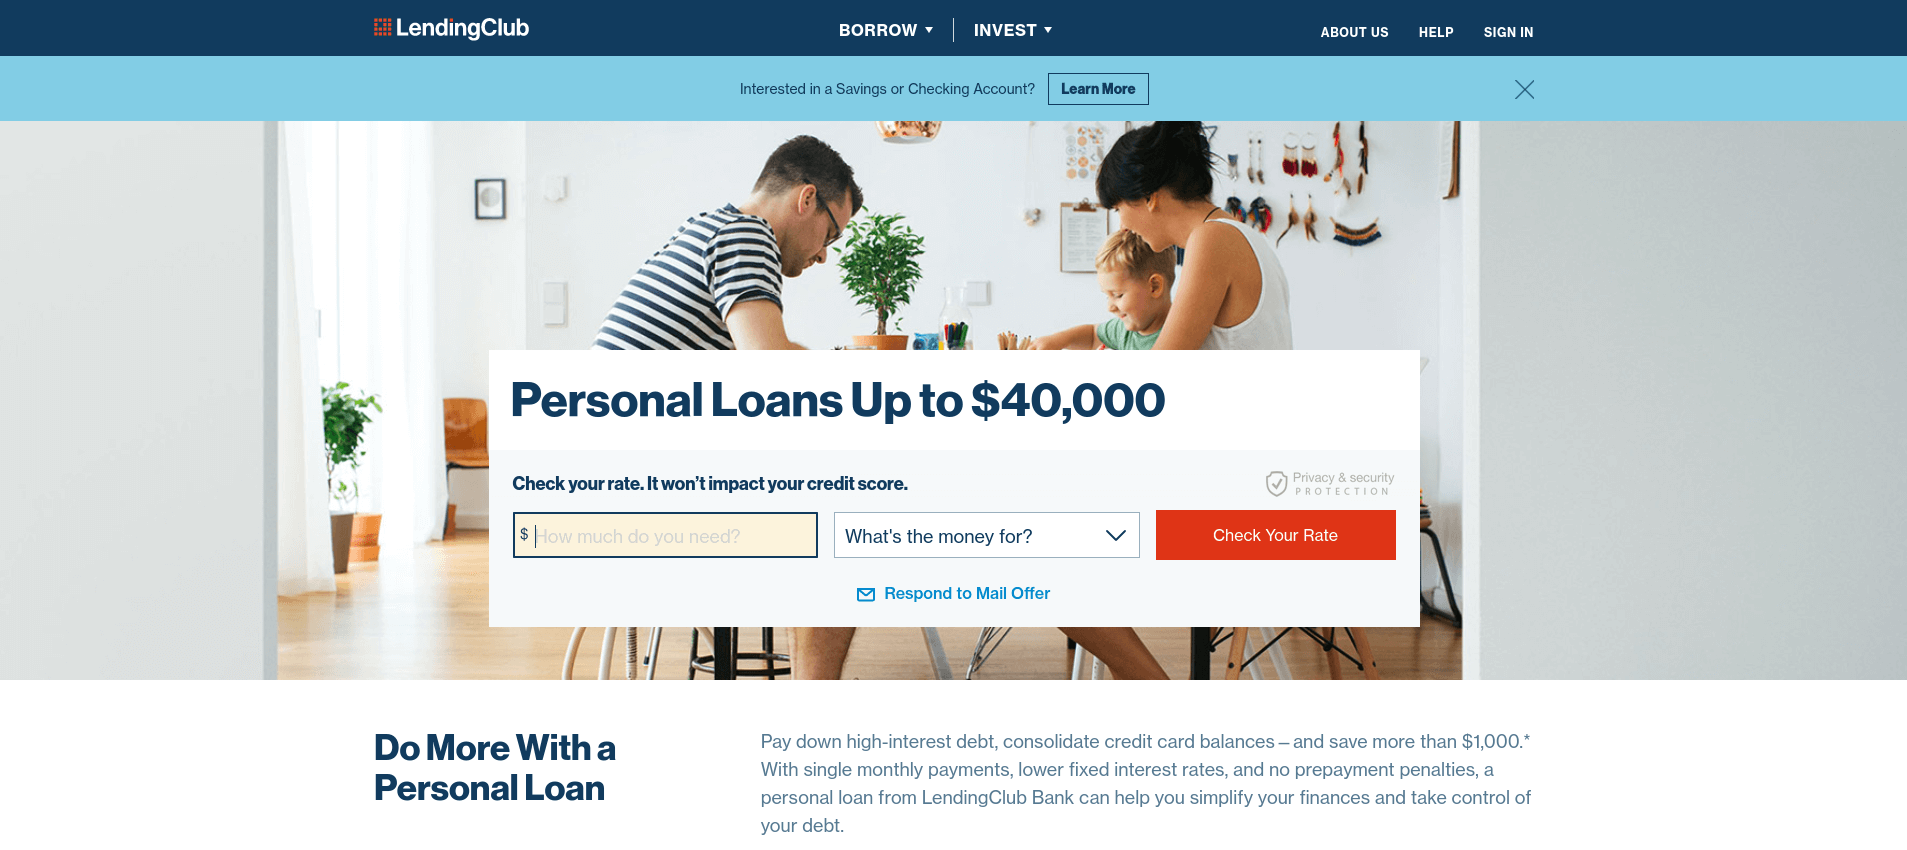 LendingClub
BORROW
INVEST
ABOUT US
HELP
SIGN IN
Interested in a Savings or Checking Account?
Learn More
Personal Loans Up to $40,000
Check your rate. It won’t impact your credit score.
Privacy & security
PROTECTION
$ How much do you need?
What's the money for?
Check Your Rate
Respond to Mail Offer
Do More With a
Personal Loan
Pay down high-interest debt, consolidate credit card balances—and save more than $1,000.*
With single monthly payments, lower fixed interest rates, and no prepayment penalties, a
personal loan from LendingClub Bank can help you simplify your finances and take control of
your debt.